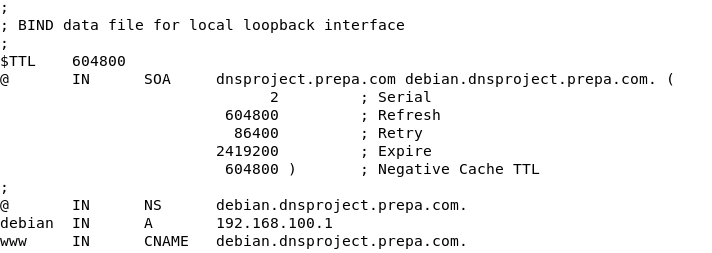 ;
; BIND data file for local loopback interface
;
$TTL    604800
@       IN      SOA     dnsproject.prepa.com debian.dnsproject.prepa.com. (
                              2         ; Serial
                         604800         ; Refresh
                          86400         ; Retry
                        2419200         ; Expire
                         604800 )       ; Negative Cache TTL
;
@       IN      NS      debian.dnsproject.prepa.com.
debian  IN      A       192.168.100.1
www     IN      CNAME   debian.dnsproject.prepa.com.